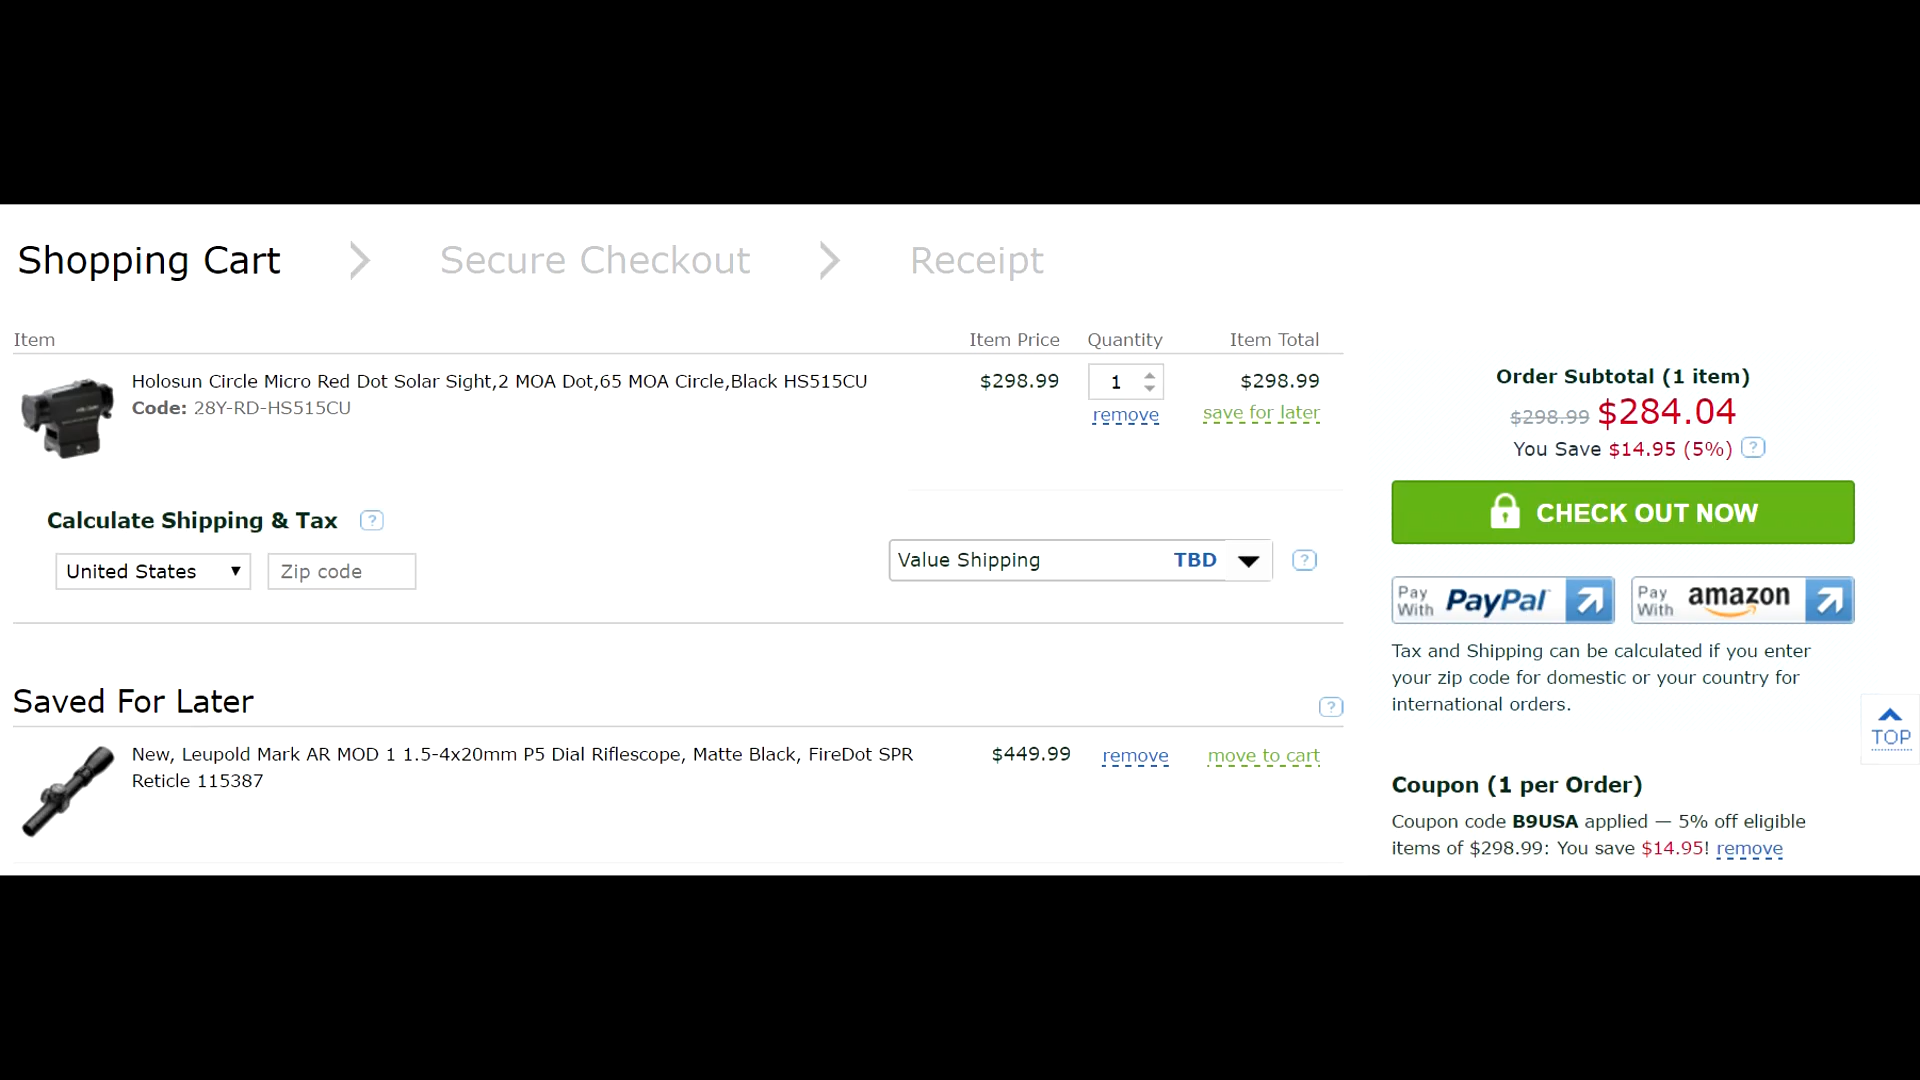 Shopping Cart Secure Checkout Receipt
Item Item Price Quantity Item Total
Holosun Circle Micro Red Dot Solar Sight,2 MOA Dot,65 MOA Circle,Black HS515CU $298.99 1 $298.99
Code: 28Y-RD-HS515CU remove save for later
Calculate Shipping & Tax ?
United States Zip code Value Shipping TBD ?
Saved For Later ?
New, Leupold Mark AR MOD 1 1.5-4x20mm P5 Dial Riflescope, Matte Black, FireDot SPR $449.99 remove move to cart
Reticle 115387
Order Subtotal (1 item)
$298.99 $284.04
You Save $14.95 (5%) ?
CHECK OUT NOW
Pay With PayPal Pay With amazon
Tax and Shipping can be calculated if you enter
your zip code for domestic or your country for
international orders.
TOP
Coupon (1 per Order)
Coupon code B9USA applied — 5% off eligible
items of $298.99: You save $14.95! remove